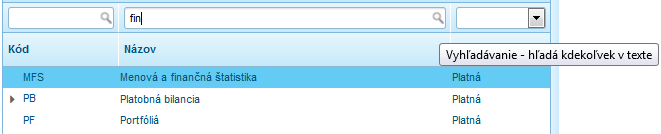 fin
Kód Názov
Vyhľadávanie - hľadá kdekoľvek v texte
MFS Menová a finančná štatistika Platná
PB Platobná bilancia Platná
PF Portfóliá Platná